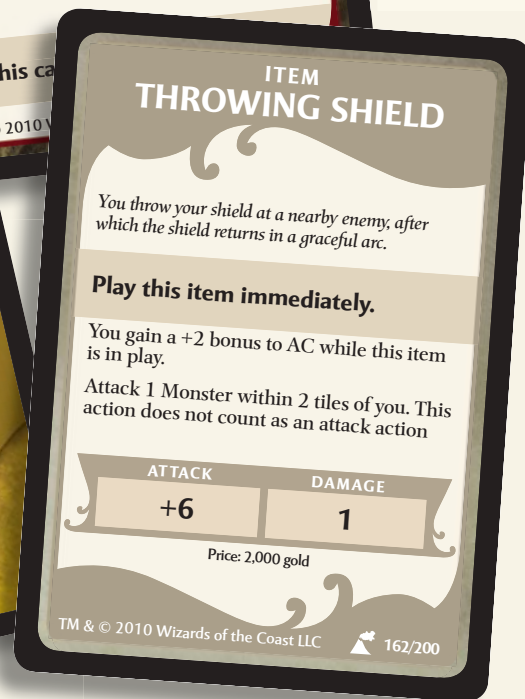 his ca
2010
ITEM
THROWING SHIELD
You throw your shield at a nearby enemy, after
which the shield returns in a graceful arc.
Play this item immediately.
You gain a +2 bonus to AC while this item
is in play.
Attack 1 Monster within 2 tiles of you. This
action does not count as an attack action
ATTACK DAMAGE
+6 1
Price: 2,000 gold
TM & © 2010 Wizards of the Coast LLC 162/200